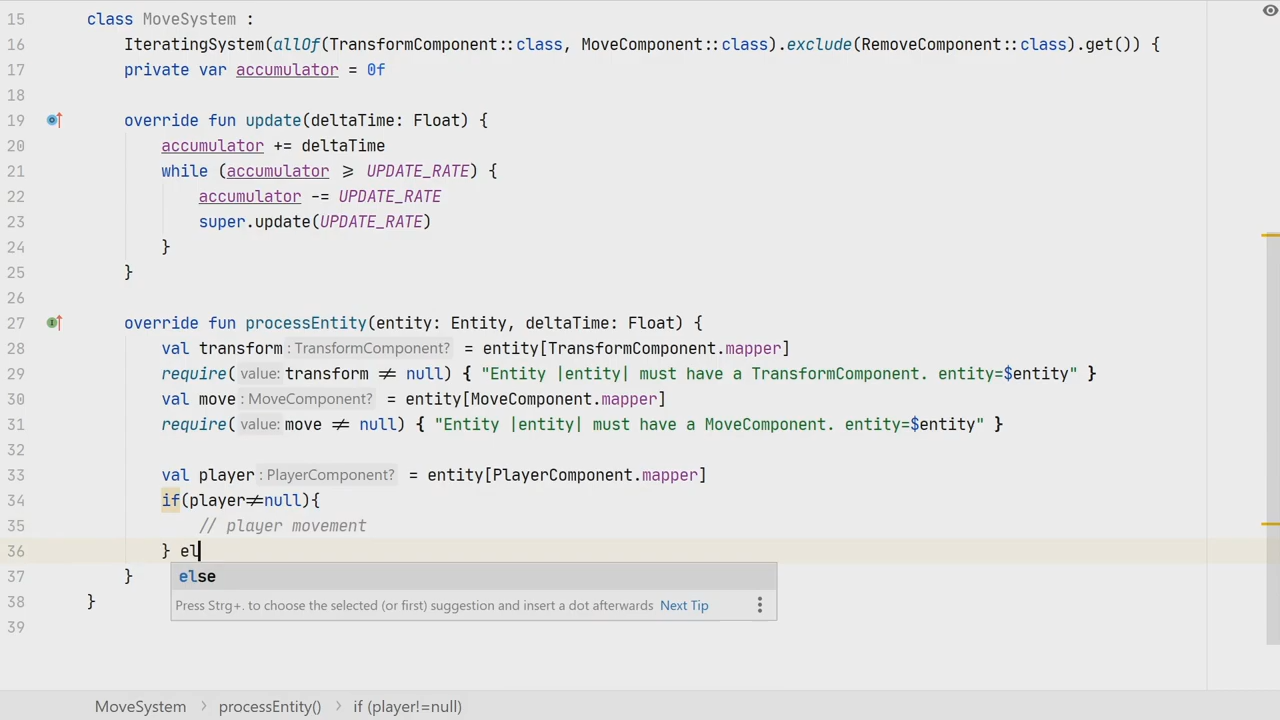 15 class MoveSystem :
16 IteratingSystem(allOf(TransformComponent::class, MoveComponent::class).exclude(RemoveComponent::class).get()) {
17 private var accumulator = 0f
18
19 override fun update(deltaTime: Float) {
20 accumulator += deltaTime
21 while (accumulator ≥ UPDATE_RATE) {
22 accumulator -= UPDATE_RATE
23 super.update(UPDATE_RATE)
24 }
25 }
26
27 override fun processEntity(entity: Entity, deltaTime: Float) {
28 val transform : TransformComponent? = entity[TransformComponent.mapper]
29 require( value: transform ≠ null) { "Entity |entity| must have a TransformComponent. entity=$entity" }
30 val move : MoveComponent? = entity[MoveComponent.mapper]
31 require( value: move ≠ null) { "Entity |entity| must have a MoveComponent. entity=$entity" }
32
33 val player : PlayerComponent? = entity[PlayerComponent.mapper]
34 if(player≠null){
35 // player movement
36 } el
37 }
else
38 }
Press Strg+. to choose the selected (or first) suggestion and insert a dot afterwards Next Tip
39
MoveSystem > processEntity() > if (player!=null)